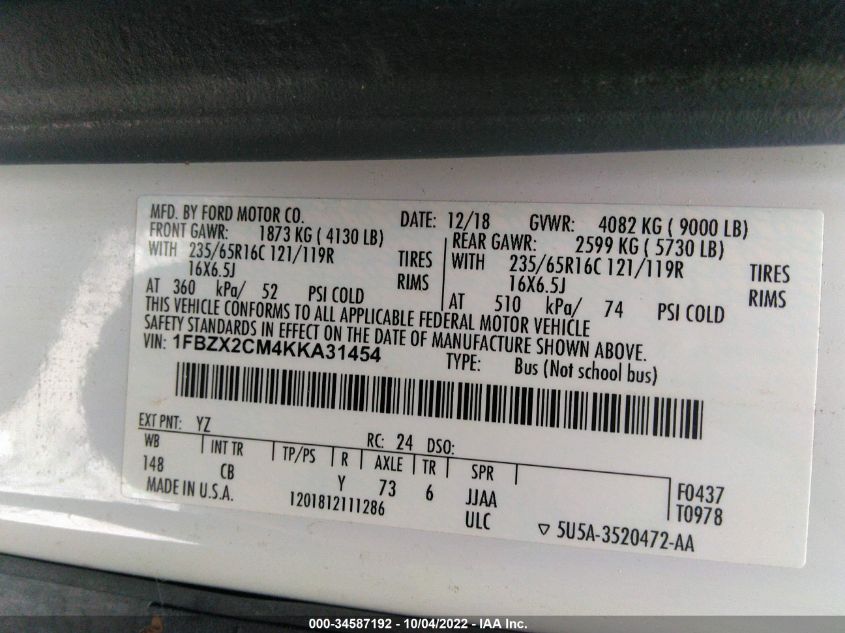 MFD. BY FORD MOTOR CO. DATE: 12/18 GVWR: 4082 KG ( 9000 LB)
FRONT GAWR: 1873 KG ( 4130 LB) REAR GAWR: 2599 KG ( 5730 LB)
WITH 235/65R16C 121/119R TIRES WITH 235/65R16C 121/119R TIRES
16X6.5J RIMS 16X6.5J RIMS
AT 360 kPa/ 52 PSI COLD AT 510 kPa/ 74 PSI COLD
THIS VEHICLE CONFORMS TO ALL APPLICABLE FEDERAL MOTOR VEHICLE
SAFETY STANDARDS IN EFFECT ON THE DATE OF MANUFACTURE SHOWN ABOVE.
VIN: 1FBZX2CM4KKA31454 TYPE: Bus (Not school bus)
EXT PNT: YZ RC: 24 DSO:
WB INT TR TP/PS R AXLE TR SPR
148 CB Y 73 6 JJAA F0437
MADE IN U.S.A. 1201812111286 ULC T0978
▽ 5U5A-3520472-AA
000-34587192 - 10/04/2022 - IAA Inc.